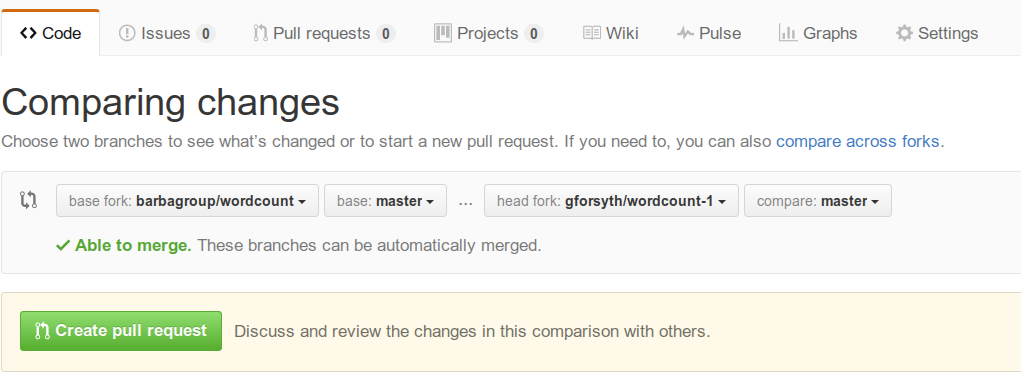 Code Issues 0 Pull requests 0 Projects 0 Wiki Pulse Graphs Settings
Comparing changes
Choose two branches to see what's changed or to start a new pull request. If you need to, you can also compare across forks.
base fork: barbagroup/wordcount base: master ... head fork: gforsyth/wordcount-1 compare: master
Able to merge. These branches can be automatically merged.
Create pull request Discuss and review the changes in this comparison with others.